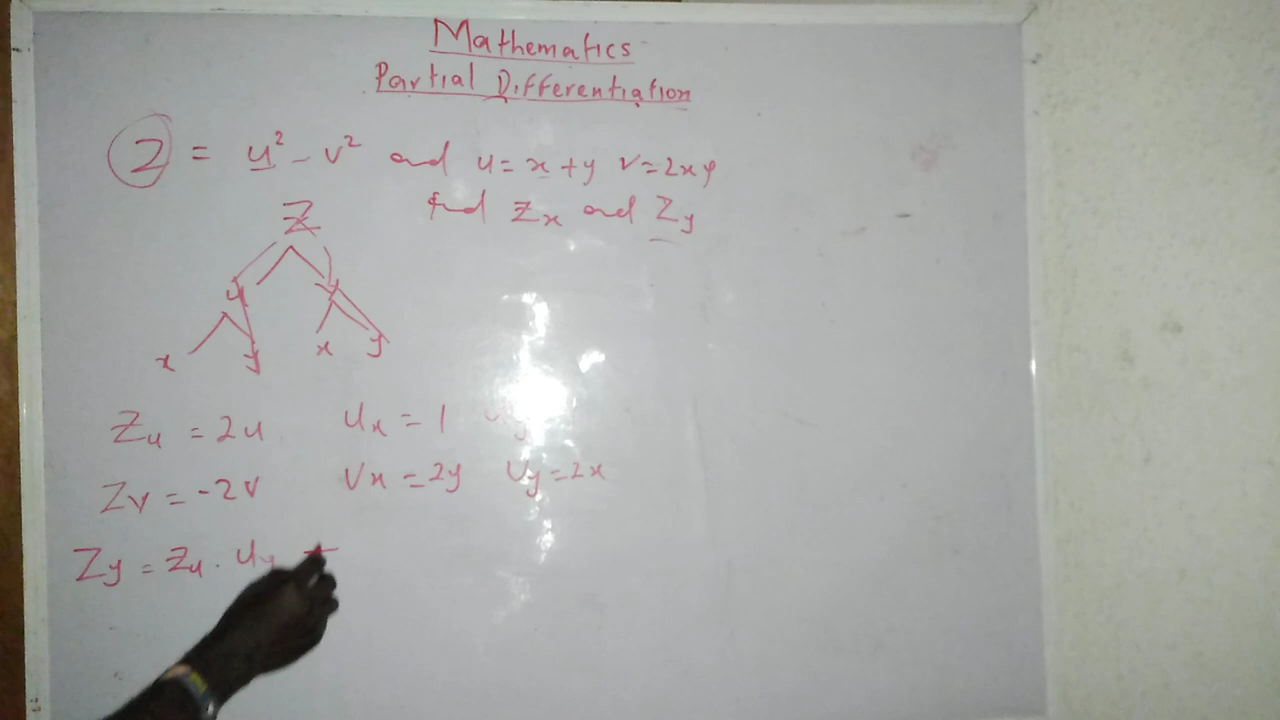 Mathematics
Partial Differentiation
Z = u² - v² and u = x + y v = 2xy
find Zx and Zy
Z
u v
x y x y
Zu = 2u Ux = 1
Zv = -2v Vx = 2y Vy = 2x
Zy = Zu . Uy +